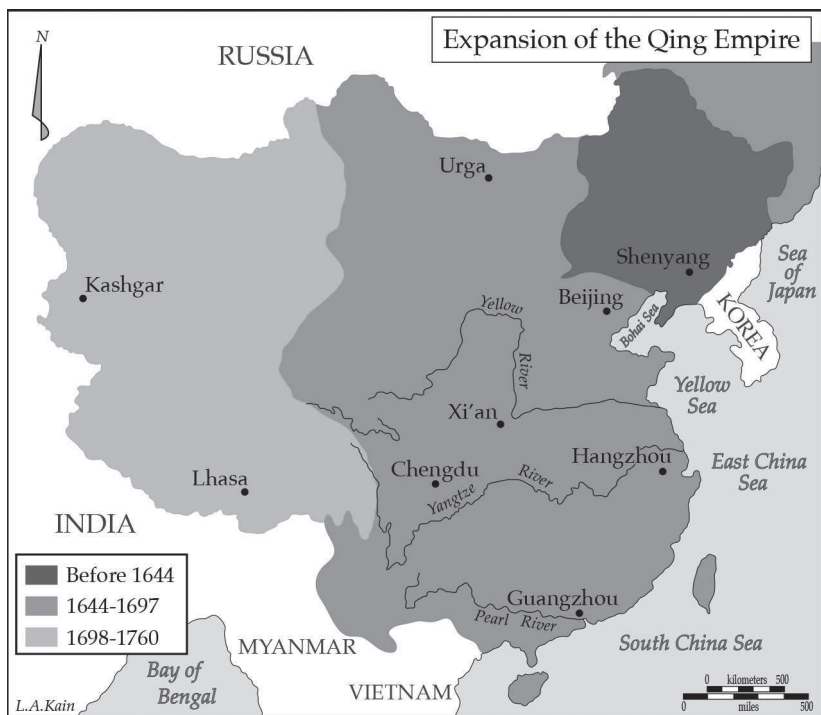 N
Expansion of the Qing Empire
RUSSIA
Urga
Shenyang
Sea
of
Japan
Kashgar
Beijing
Bohai Sea
KOREA
Yellow
River
Yellow
Sea
Xi'an
Lhasa
Chengdu
Hangzhou
East China
Sea
Yangtze
River
INDIA
Before 1644
1644-1697
1698-1760
Guangzhou
Pearl River
MYANMAR
South China Sea
Bay of
Bengal
VIETNAM
0 kilometers 500
0 miles 500
L.A.Kain